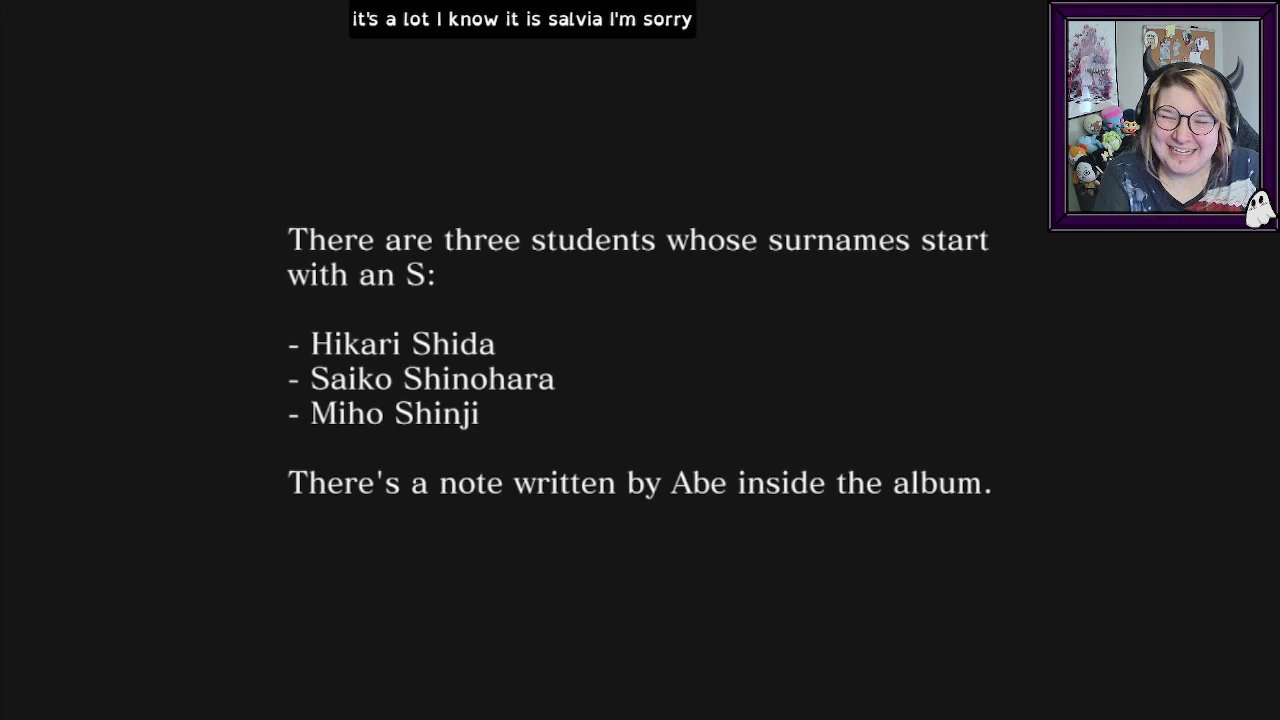 it's a lot I know it is salvia I'm sorry
There are three students whose surnames start
with an S:
- Hikari Shida
- Saiko Shinohara
- Miho Shinji
There's a note written by Abe inside the album.